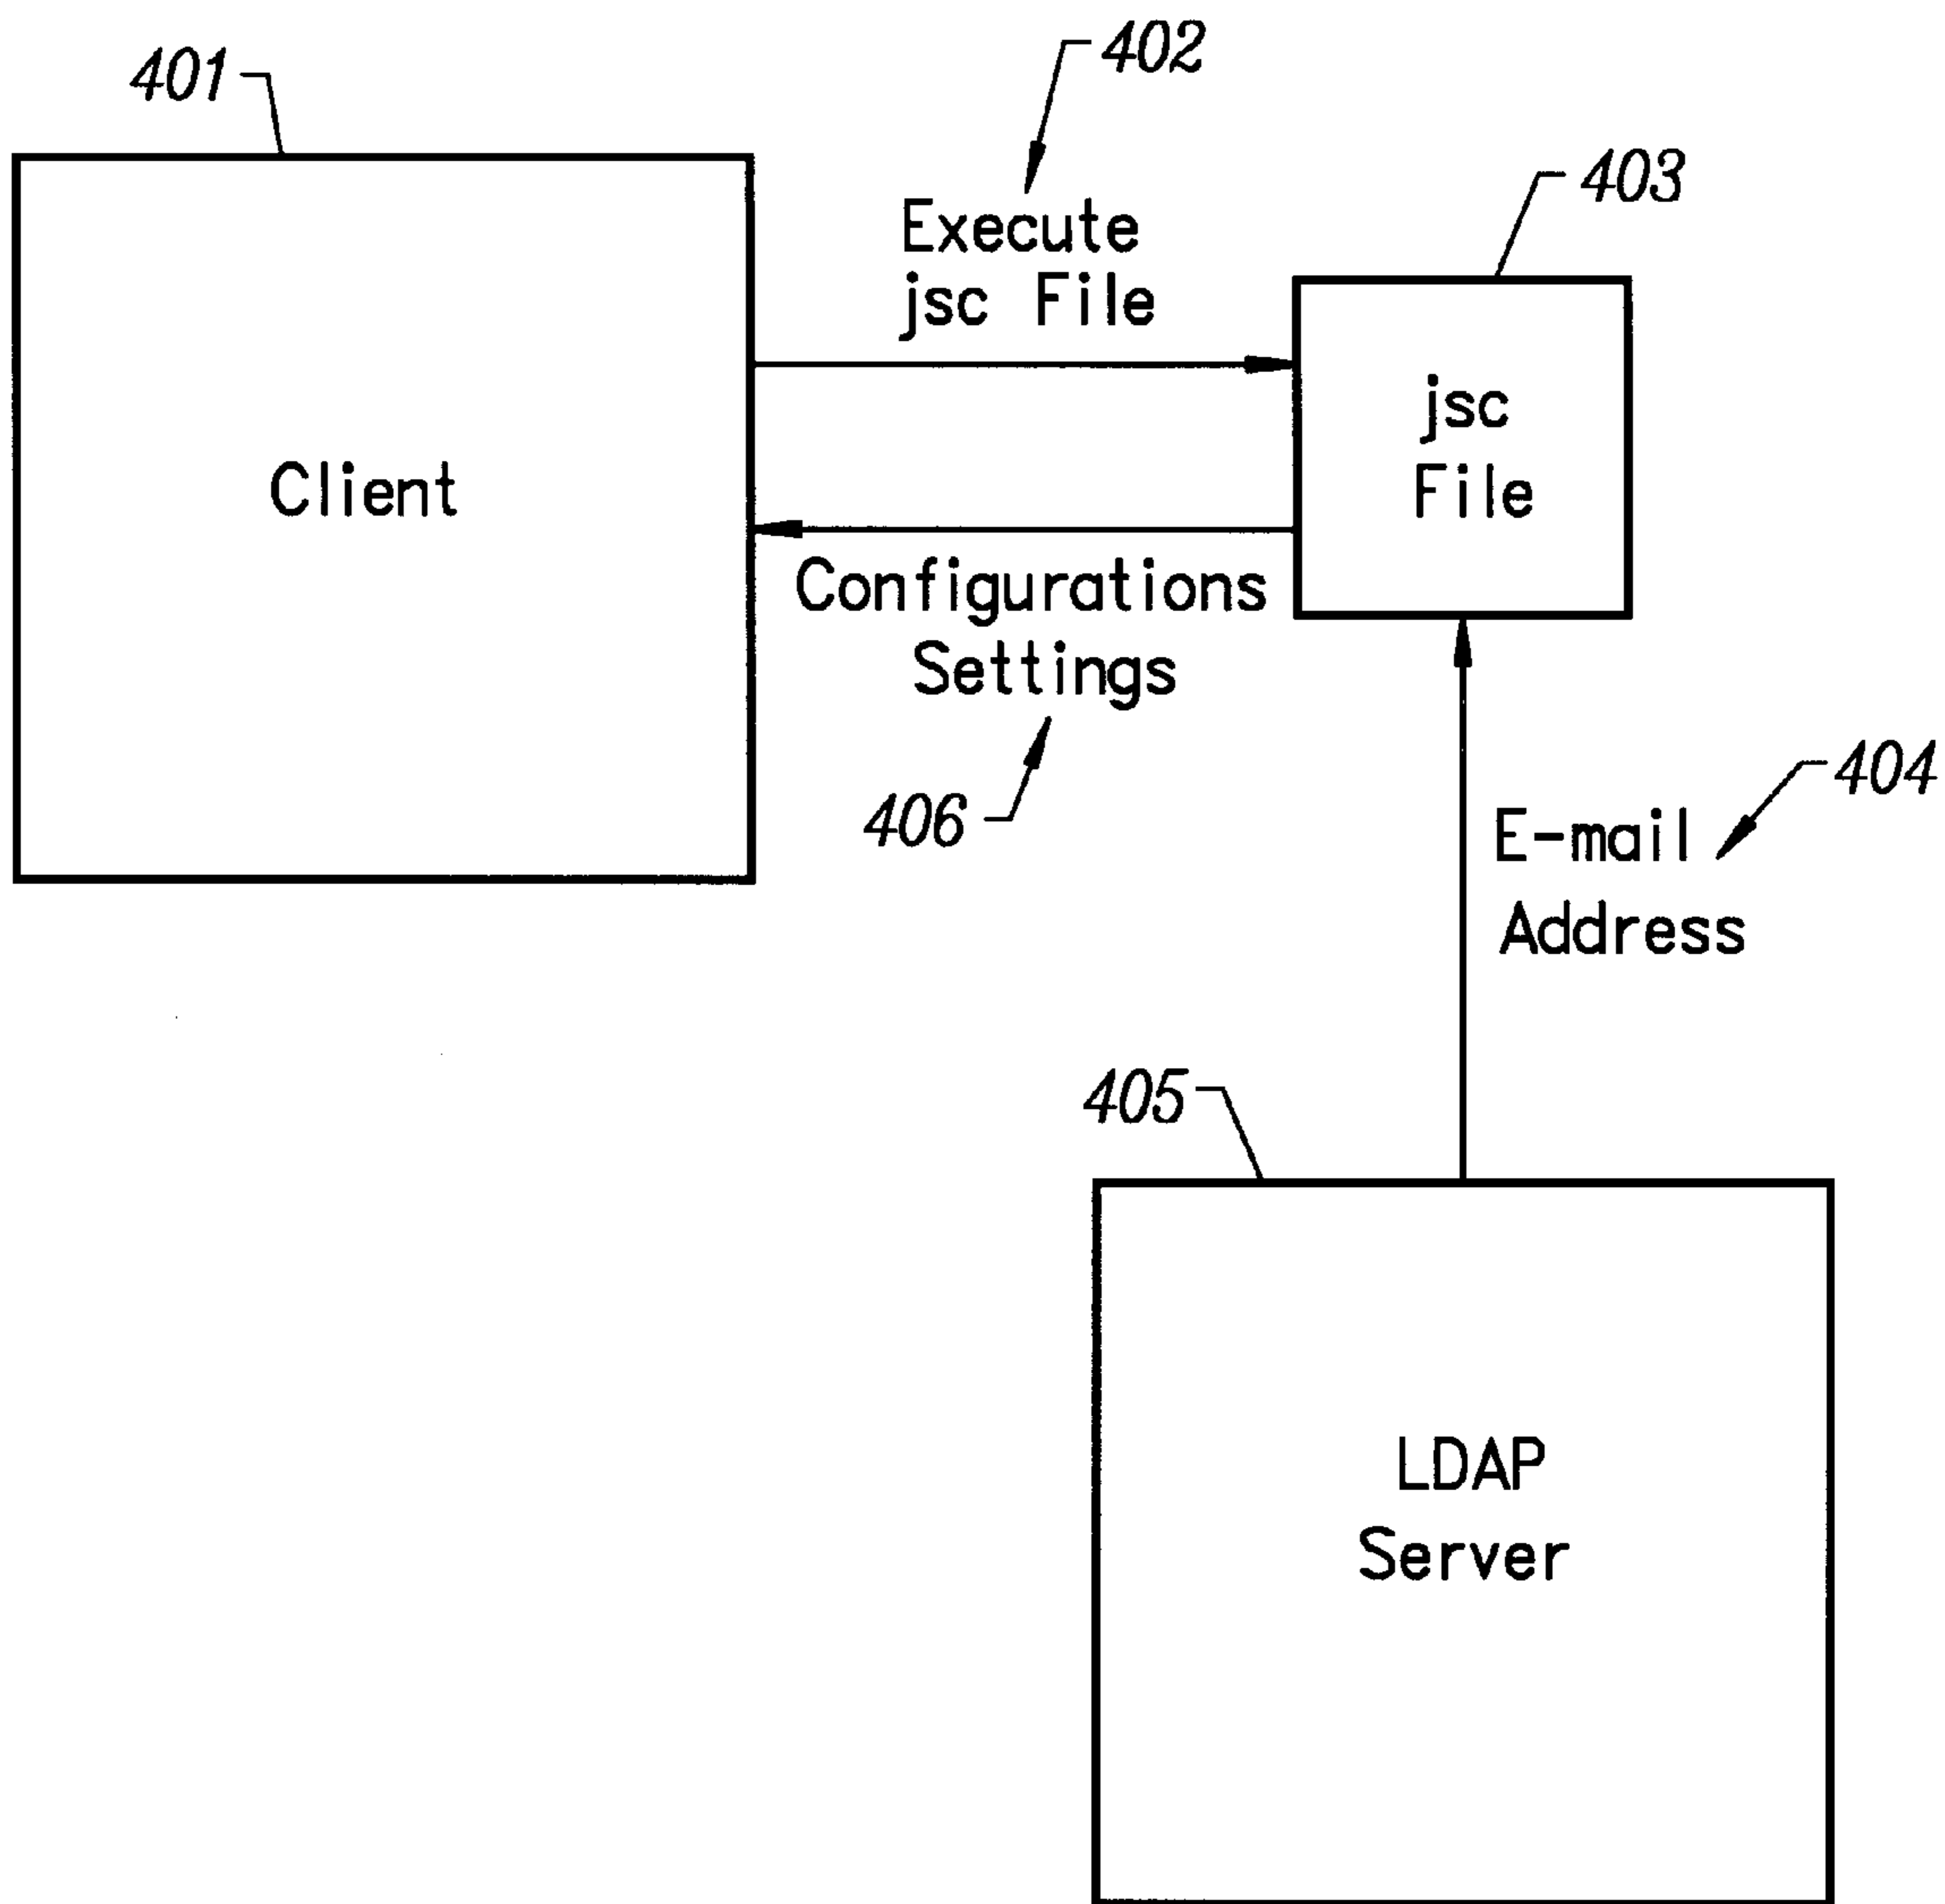 401
402
403
Execute
jsc File
jsc
File
Client
Configurations
Settings
406
404
E-mail
Address
405
LDAP
Server